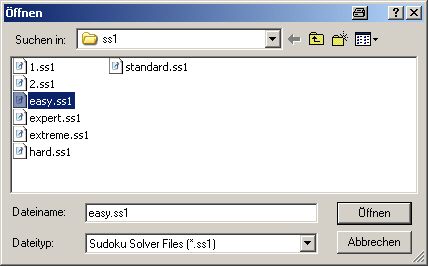 Öffnen
Suchen in: ss1
1.ss1
2.ss1
easy.ss1
expert.ss1
extreme.ss1
hard.ss1
standard.ss1
Dateiname: easy.ss1 Öffnen
Dateityp: Sudoku Solver Files (*.ss1) Abbrechen